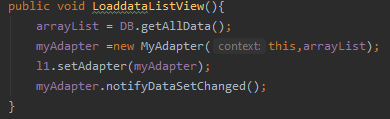 public void LoaddataListView(){
arrayList = DB.getAllData();
myAdapter =new MyAdapter( context: this,arrayList);
l1.setAdapter(myAdapter);
myAdapter.notifyDataSetChanged();
}